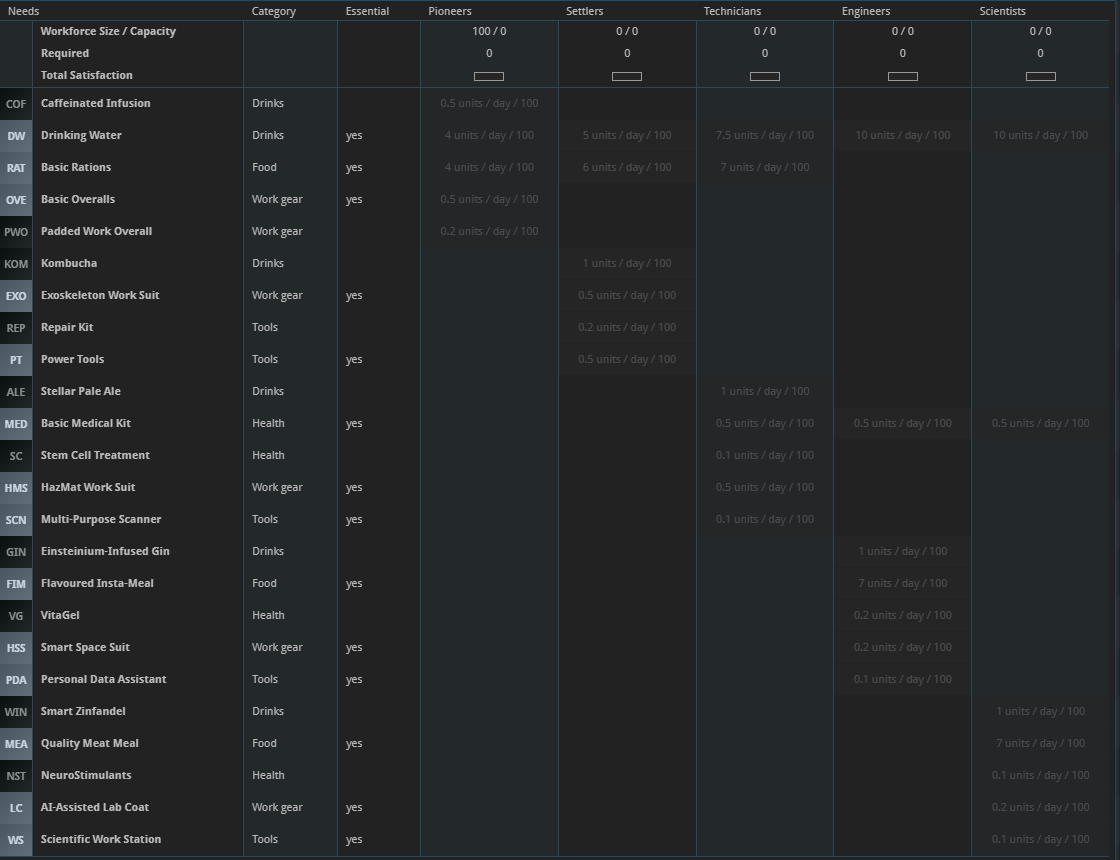 Needs Category Essential Pioneers Settlers Technicians Engineers Scientists
Workforce Size / Capacity 100 / 0 0 / 0 0 / 0 0 / 0 0 / 0
Required 0 0 0 0 0
Total Satisfaction
COF Caffeinated Infusion Drinks 0.5 units / day / 100
DW Drinking Water Drinks yes 4 units / day / 100 5 units / day / 100 7.5 units / day / 100 10 units / day / 100 10 units / day / 100
RAT Basic Rations Food yes 4 units / day / 100 6 units / day / 100 7 units / day / 100
OVE Basic Overalls Work gear yes 0.5 units / day / 100
PWO Padded Work Overall Work gear 0.2 units / day / 100
KOM Kombucha Drinks 1 units / day / 100
EXO Exoskeleton Work Suit Work gear yes 0.5 units / day / 100
REP Repair Kit Tools 0.2 units / day / 100
PT Power Tools Tools yes 0.5 units / day / 100
ALE Stellar Pale Ale Drinks 1 units / day / 100
MED Basic Medical Kit Health yes 0.5 units / day / 100 0.5 units / day / 100 0.5 units / day / 100
SC Stem Cell Treatment Health 0.1 units / day / 100
HMS HazMat Work Suit Work gear yes 0.5 units / day / 100
SCN Multi-Purpose Scanner Tools yes 0.1 units / day / 100
GIN Einsteinium-Infused Gin Drinks 1 units / day / 100
FIM Flavoured Insta-Meal Food yes 7 units / day / 100
VG VitaGel Health 0.2 units / day / 100
HSS Smart Space Suit Work gear yes 0.2 units / day / 100
PDA Personal Data Assistant Tools yes 0.1 units / day / 100
WIN Smart Zinfandel Drinks 1 units / day / 100
MEA Quality Meat Meal Food yes 7 units / day / 100
NST NeuroStimulants Health 0.1 units / day / 100
LC AI-Assisted Lab Coat Work gear yes 0.2 units / day / 100
WS Scientific Work Station Tools yes 0.1 units / day / 100